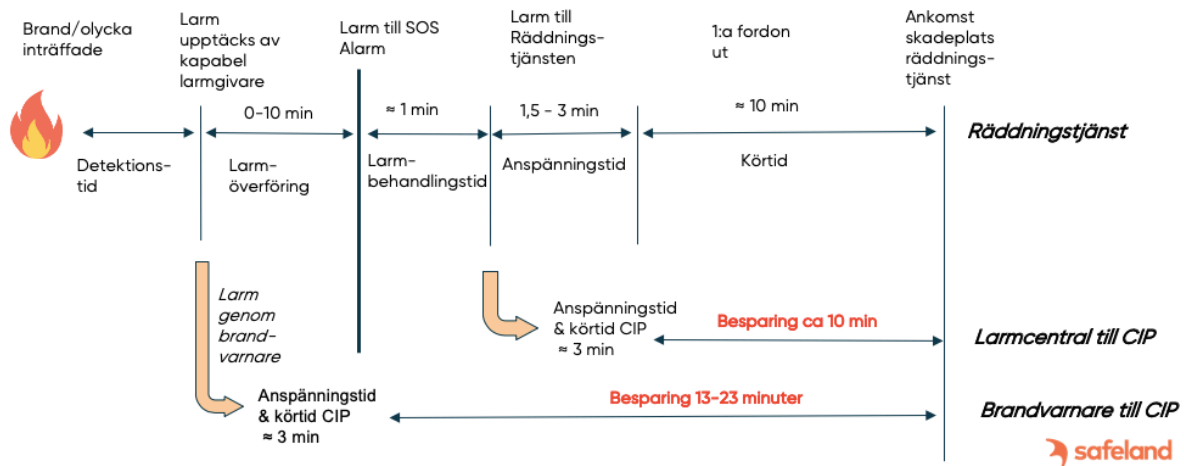 Brand/olycka
inträffade
Larm
upptäcks av
kapabel
larmgivare
Larm till SOS
Alarm
Larm till
Räddnings-
tjänsten
1:a fordon
ut
Ankomst
skadeplats
räddnings-
tjänst
0-10 min
≈ 1 min
1,5 - 3 min
≈ 10 min
Räddningstjänst
Detektions-
tid
Larm-
överföring
Larm-
behandlingstid
Anspänningstid
Körtid
Larm
genom
brand-
varnare
Anspänningstid
& körtid CIP
≈ 3 min
Besparing ca 10 min
Larmcentral till CIP
Anspänningstid
& körtid CIP
≈ 3 min
Besparing 13-23 minuter
Brandvarnare till CIP
safeland